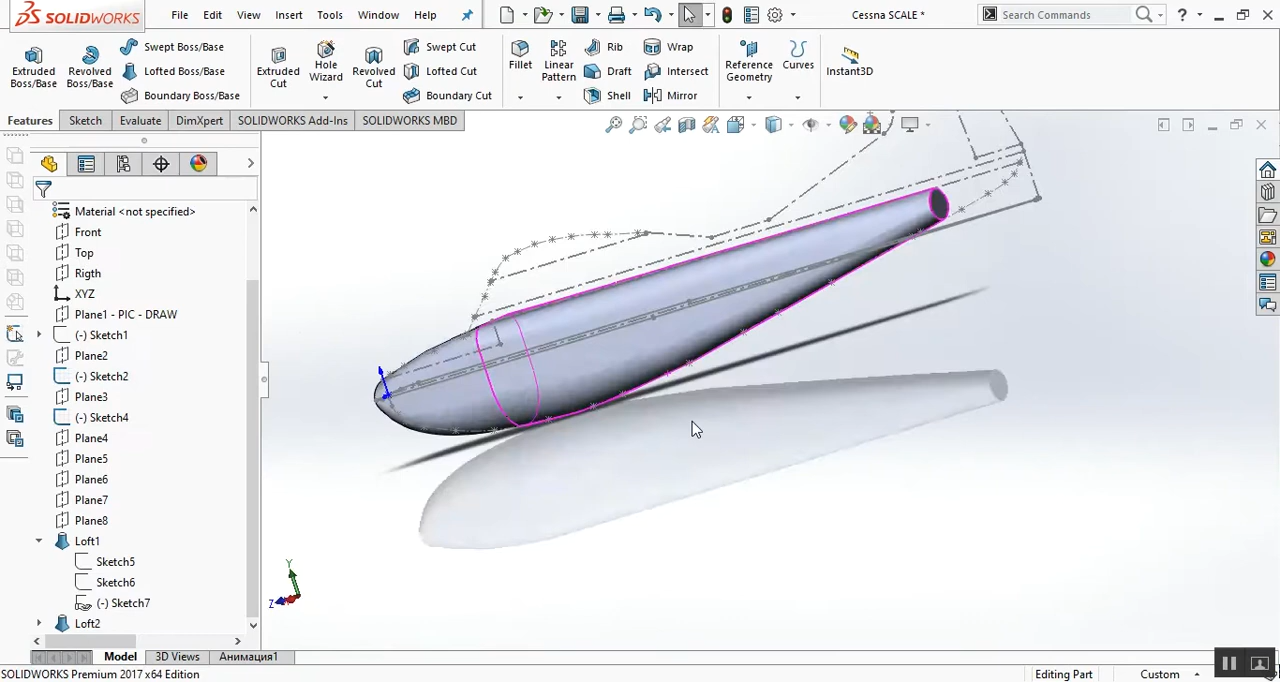 SOLIDWORKS
File Edit View Insert Tools Window Help
Cessna SCALE *
Search Commands
Extruded Boss/Base
Revolved Boss/Base
Swept Boss/Base
Lofted Boss/Base
Boundary Boss/Base
Extruded Cut
Hole Wizard
Revolved Cut
Swept Cut
Lofted Cut
Boundary Cut
Fillet
Linear Pattern
Rib
Draft
Shell
Wrap
Intersect
Mirror
Reference Geometry
Curves
Instant3D
Features Sketch Evaluate DimXpert SOLIDWORKS Add-Ins SOLIDWORKS MBD
Material <not specified>
Front
Top
Rigth
XYZ
Plane1 - PIC - DRAW
(-) Sketch1
Plane2
(-) Sketch2
Plane3
(-) Sketch4
Plane4
Plane5
Plane6
Plane7
Plane8
Loft1
Sketch5
Sketch6
(-) Sketch7
Loft2
Y
Z
Model 3D Views Анимация1
SOLIDWORKS Premium 2017 x64 Edition
Editing Part
Custom